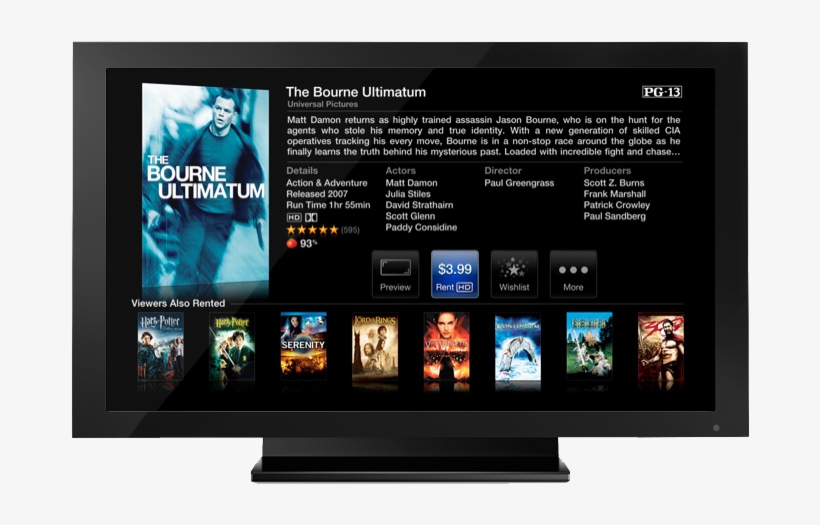 The Bourne Ultimatum
PG-13
Universal Pictures
Matt Damon returns as highly trained assassin Jason Bourne, who is on the hunt for the
agents who stole his memory and true identity. With a new generation of skilled CIA
operatives tracking his every move, Bourne is in a non-stop race around the globe as he
finally learns the truth behind his mysterious past. Loaded with incredible fight and chase...
THE
BOURNE
ULTIMATUM
Details
Action & Adventure
Released 2007
Run Time 1hr 55min
HD
(595)
93%
Actors
Matt Damon
Julia Stiles
David Strathairn
Scott Glenn
Paddy Considine
Director
Paul Greengrass
Producers
Scott Z. Burns
Frank Marshall
Patrick Crowley
Paul Sandberg
Preview
$3.99
Rent HD
Wishlist
More
Viewers Also Rented
Harry Potter
Harry Potter
SERENITY
LORD OF THE RINGS
300